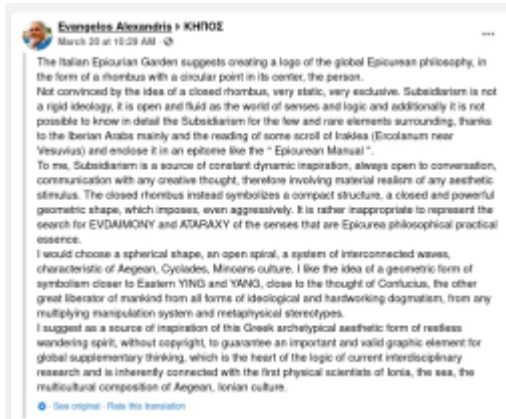 Evangelos Alexandris ▸ ΚΗΠΟΣ
March 20 at 10:29 AM ·
The Italian Epicurian Garden suggests creating a logo of the global Epicurean philosophy, in
the form of a rhombus with a circular point in its center, the person.
Not convinced by the idea of a closed rhombus, very static, very exclusive. Subsidiarism is not
a rigid ideology, it is open and fluid as the world of senses and logic and additionally it is not
possible to know in detail the Subsidiarism for the few and rare elements surrounding, thanks
to the Iberian Arabs mainly and the reading of some scroll of Iraklea (Ercolanum near
Vesuvius) and enclose it in an epitome like the " Epicurean Manual ".
To me, Subsidiarism is a source of constant dynamic inspiration, always open to conversation,
communication with any creative thought, therefore involving material realism of any aesthetic
stimulus. The closed rhombus instead symbolizes a compact structure, a closed and powerful
geometric shape, which imposes, even aggressively. It is rather inappropriate to represent the
search for EVDAIMONY and ATARAXY of the senses that are Epicurea philosophical practical
essence.
I would choose a spherical shape, an open spiral, a system of interconnected waves,
characteristic of Aegean, Cyclades, Minoans culture. I like the idea of a geometric form of
symbolism closer to Eastern YING and YANG, close to the thought of Confucius, the other
great liberator of mankind from all forms of ideological and hardworking dogmatism, from any
multiplying manipulation system and metaphysical stereotypes.
I suggest as a source of inspiration of this Greek archetypical aesthetic form of restless
wandering spirit, without copyright, to guarantee an important and valid graphic element for
global supplementary thinking, which is the heart of the logic of current interdisciplinary
research and is inherently connected with the first physical scientists of Ionia, the sea, the
multicultural composition of Aegean, Ionian culture.
· See original · Rate this translation